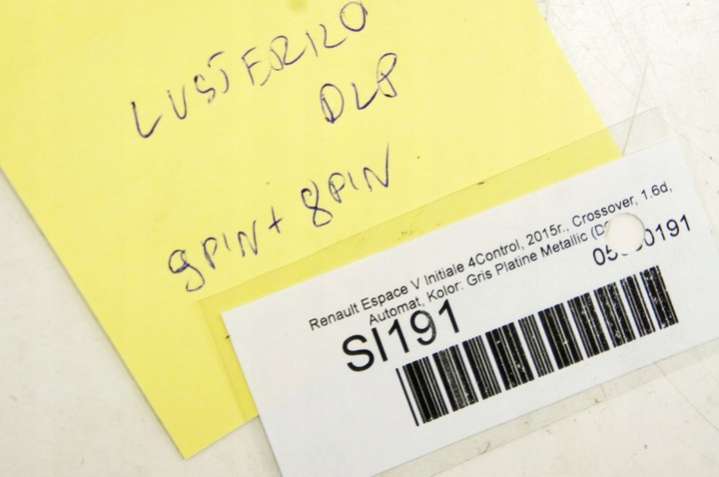 LUSTERKO
DLP
9PIN + 8PIN
Renault Espace V Initiale 4Control, 2015r., Crossover, 1.6d,
Automat, Kolor: Gris Platine Metallic
SI191